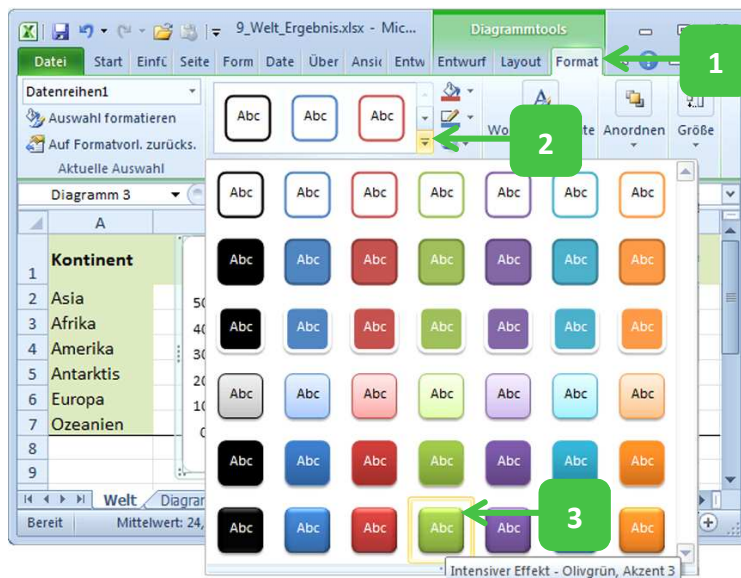 9_Welt_Ergebnis.xlsx - Mic...
Diagrammtools
Datei Start Einfü Seite Form Date Über Ansic Entw Entwurf Layout Format
1
Datenreihen1
Auswahl formatieren
Auf Formatvorl. zurücks.
Aktuelle Auswahl
Abc Abc Abc
2
Anordnen Größe
Diagramm 3
A
1 Kontinent
2 Asia
3 Afrika
4 Amerika
5 Antarktis
6 Europa
7 Ozeanien
8
9
Abc Abc Abc Abc Abc Abc Abc
Abc Abc Abc Abc Abc Abc Abc
Abc Abc Abc Abc Abc Abc Abc
Abc Abc Abc Abc Abc Abc Abc
Abc Abc Abc Abc Abc Abc Abc
Abc Abc Abc Abc Abc Abc Abc
3
Welt Diagrar
Bereit Mittelwert: 24,
Intensiver Effekt - Olivgrün, Akzent 3